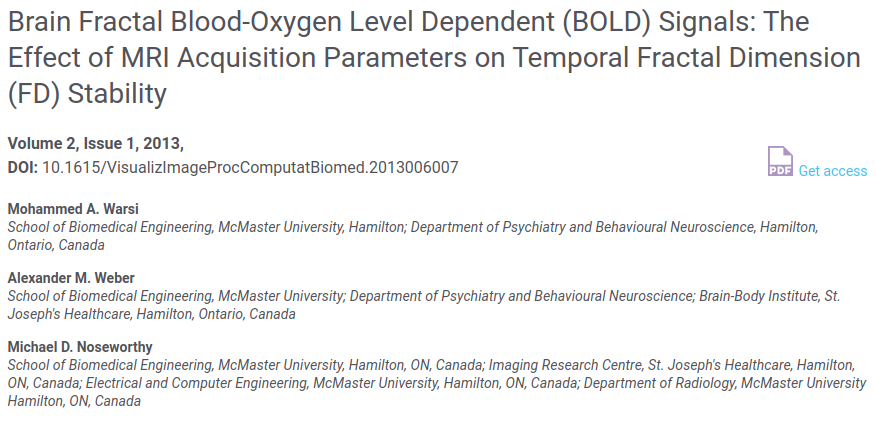 Brain Fractal Blood-Oxygen Level Dependent (BOLD) Signals: The
Effect of MRI Acquisition Parameters on Temporal Fractal Dimension
(FD) Stability
Volume 2, Issue 1, 2013,
DOI: 10.1615/VisualizImageProcComputatBiomed.2013006007
PDF Get access
Mohammed A. Warsi
School of Biomedical Engineering, McMaster University, Hamilton; Department of Psychiatry and Behavioural Neuroscience, Hamilton,
Ontario, Canada
Alexander M. Weber
School of Biomedical Engineering, McMaster University; Department of Psychiatry and Behavioural Neuroscience; Brain-Body Institute, St.
Joseph's Healthcare, Hamilton, Ontario, Canada
Michael D. Noseworthy
School of Biomedical Engineering, McMaster University, Hamilton, ON, Canada; Imaging Research Centre, St. Joseph's Healthcare, Hamilton,
ON, Canada; Electrical and Computer Engineering, McMaster University, Hamilton, ON, Canada; Department of Radiology, McMaster University
Hamilton, ON, Canada